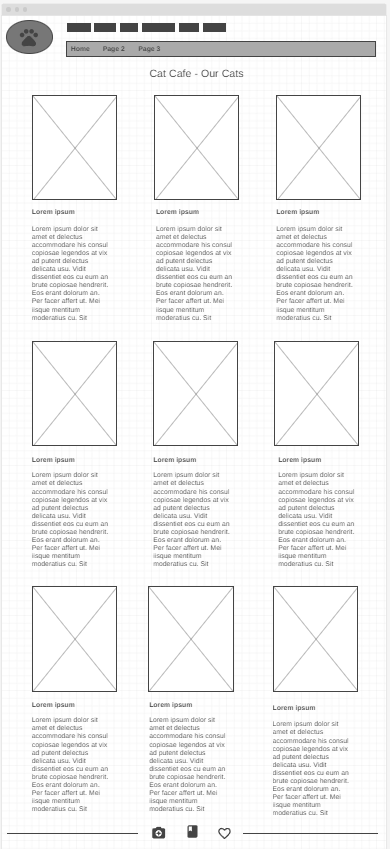 Home Page 2 Page 3
Cat Cafe - Our Cats
Lorem ipsum
Lorem ipsum dolor sit
amet et delectus
accommodare his consul
copiosae legendos at vix
ad putent delectus
delicata usu. Vidit
dissentiet eos cu eum an
brute copiosae hendrerit.
Eos erant dolorum an.
Per facer affert ut. Mei
iisque mentitum
moderatius cu. Sit
Lorem ipsum
Lorem ipsum dolor sit
amet et delectus
accommodare his consul
copiosae legendos at vix
ad putent delectus
delicata usu. Vidit
dissentiet eos cu eum an
brute copiosae hendrerit.
Eos erant dolorum an.
Per facer affert ut. Mei
iisque mentitum
moderatius cu. Sit
Lorem ipsum
Lorem ipsum dolor sit
amet et delectus
accommodare his consul
copiosae legendos at vix
ad putent delectus
delicata usu. Vidit
dissentiet eos cu eum an
brute copiosae hendrerit.
Eos erant dolorum an.
Per facer affert ut. Mei
iisque mentitum
moderatius cu. Sit
Lorem ipsum
Lorem ipsum dolor sit
amet et delectus
accommodare his consul
copiosae legendos at vix
ad putent delectus
delicata usu. Vidit
dissentiet eos cu eum an
brute copiosae hendrerit.
Eos erant dolorum an.
Per facer affert ut. Mei
iisque mentitum
moderatius cu. Sit
Lorem ipsum
Lorem ipsum dolor sit
amet et delectus
accommodare his consul
copiosae legendos at vix
ad putent delectus
delicata usu. Vidit
dissentiet eos cu eum an
brute copiosae hendrerit.
Eos erant dolorum an.
Per facer affert ut. Mei
iisque mentitum
moderatius cu. Sit
Lorem ipsum
Lorem ipsum dolor sit
amet et delectus
accommodare his consul
copiosae legendos at vix
ad putent delectus
delicata usu. Vidit
dissentiet eos cu eum an
brute copiosae hendrerit.
Eos erant dolorum an.
Per facer affert ut. Mei
iisque mentitum
moderatius cu. Sit
Lorem ipsum
Lorem ipsum dolor sit
amet et delectus
accommodare his consul
copiosae legendos at vix
ad putent delectus
delicata usu. Vidit
dissentiet eos cu eum an
brute copiosae hendrerit.
Eos erant dolorum an.
Per facer affert ut. Mei
iisque mentitum
moderatius cu. Sit
Lorem ipsum
Lorem ipsum dolor sit
amet et delectus
accommodare his consul
copiosae legendos at vix
ad putent delectus
delicata usu. Vidit
dissentiet eos cu eum an
brute copiosae hendrerit.
Eos erant dolorum an.
Per facer affert ut. Mei
iisque mentitum
moderatius cu. Sit
Lorem ipsum
Lorem ipsum dolor sit
amet et delectus
accommodare his consul
copiosae legendos at vix
ad putent delectus
delicata usu. Vidit
dissentiet eos cu eum an
brute copiosae hendrerit.
Eos erant dolorum an.
Per facer affert ut. Mei
iisque mentitum
moderatius cu. Sit